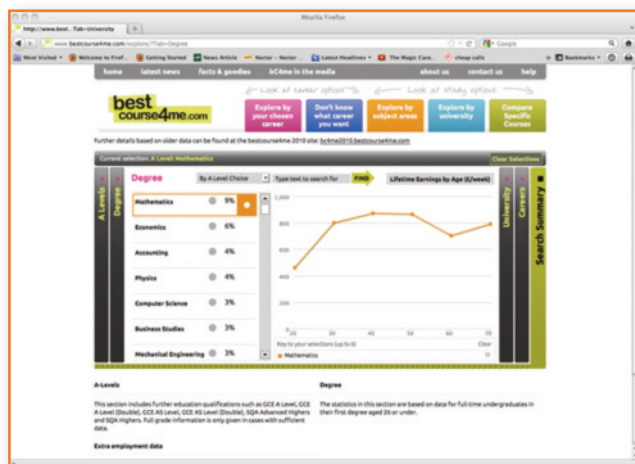 Mozilla Firefox
http://www.best...Tab=University
www.bestcourse4me.com/explore/?Tab=Degree
Google
Most Visited
Welcome to Firef...
Getting Started
News Article
Nectar - Nectar ...
Latest Headlines
The Magic Care...
cheap calls
Bookmarks
home latest news facts & goodies bC4me in the media about us contact us help
Look at career options
Look at study options
best
course4me.com
Explore by
your chosen
career
Don't know
what career
you want
Explore by
subject areas
Explore by
university
Compare
Specific
Courses
Further details based on older data can be found at the bestcourse4me 2010 site: bc4me2010.bestcourse4me.com
Current selection: A Level: Mathematics
Clear Selections
A Levels
Degree
Degree
By A Level Choice
Type text to search for
FIND
Lifetime Earnings by Age (£/week)
Mathematics 9%
Economics 6%
Accounting 4%
Physics 4%
Computer Science 3%
Business Studies 3%
Mechanical Engineering 3%
1,000
800
600
400
200
0
20 30 40 50 60 70
Key to your selections (up to 6)
Clear
Mathematics
University
Careers
Search Summary
A-Levels
This section includes further education qualifications such as GCE A Level, GCE
A Level (Double), GCE AS Level, GCE AS Level (Double), SQA Advanced Highers
and SQA Highers. Full grade information is only given in cases with sufficient
data.
Extra employment data
Degree
The statistics in this section are based on data for full time undergraduates in
their first degree aged 26 or under.